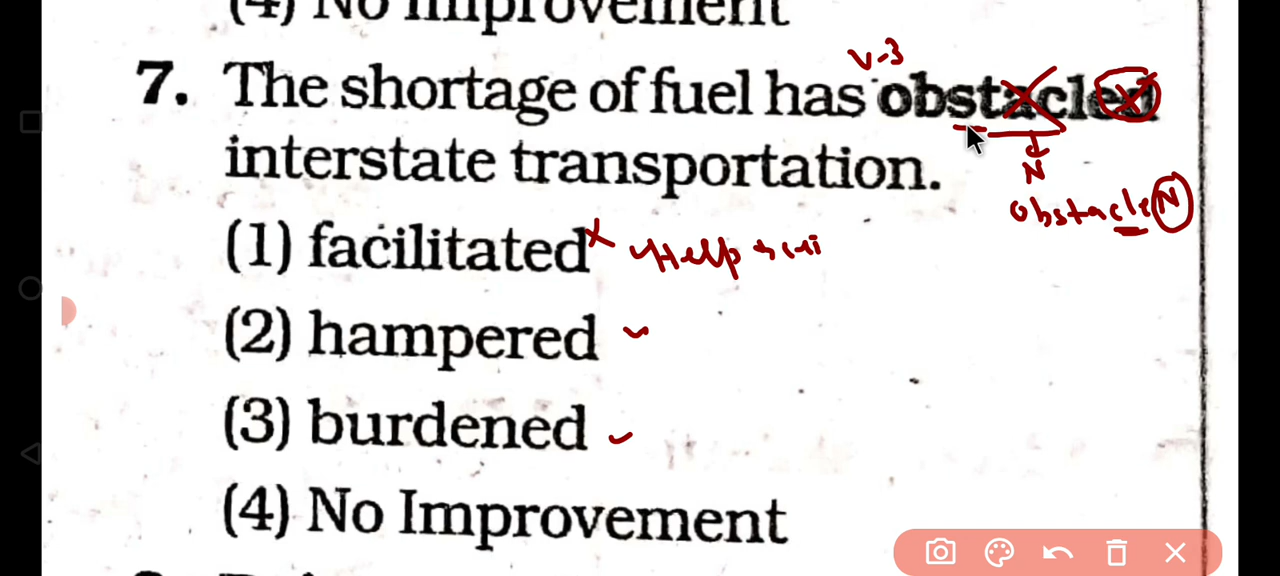 (4) No Improvement
V-3
7. The shortage of fuel has obstacled
interstate transportation.
N
obstacle N
(1) facilitated Help
(2) hampered
(3) burdened
(4) No Improvement